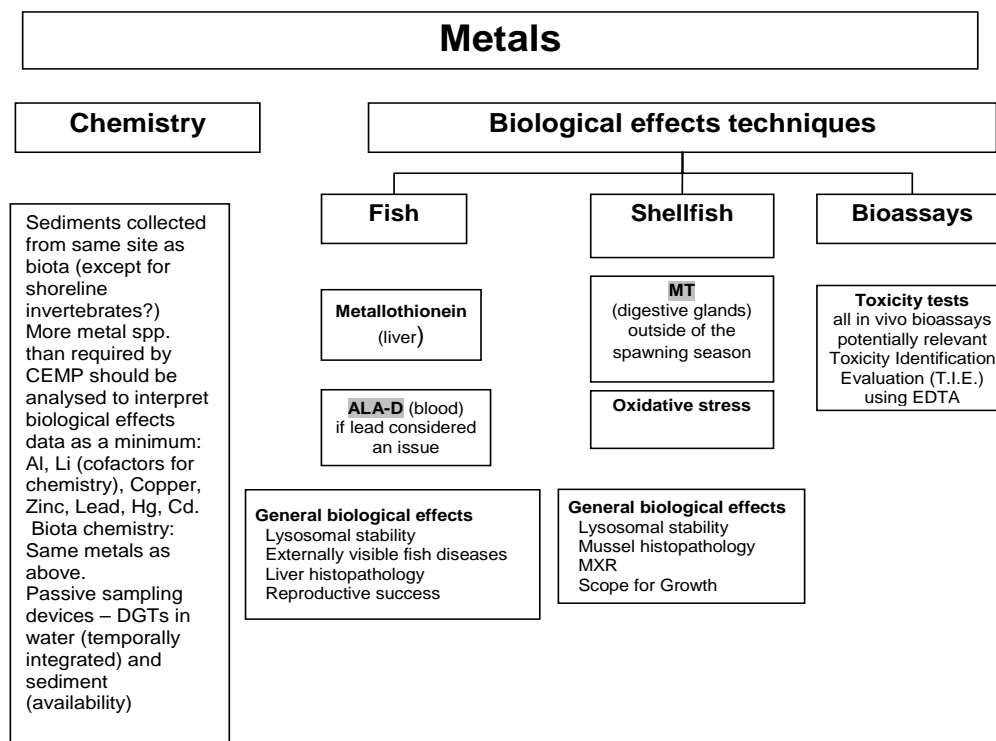 Metals
Chemistry
Biological effects techniques
Sediments collected
from same site as
biota (except for
shoreline
invertebrates?)
More metal spp.
than required by
CEMP should be
analysed to interpret
biological effects
data as a minimum:
Al, Li (cofactors for
chemistry), Copper,
Zinc, Lead, Hg, Cd.
Biota chemistry:
Same metals as
above.
Passive sampling
devices – DGTs in
water (temporally
integrated) and
sediment
(availability)
Fish
Metallothionein
(liver)
ALA-D (blood)
if lead considered
an issue
General biological effects
Lysosomal stability
Externally visible fish diseases
Liver histopathology
Reproductive success
Shellfish
MT
(digestive glands)
outside of the
spawning season
Oxidative stress
General biological effects
Lysosomal stability
Mussel histopathology
MXR
Scope for Growth
Bioassays
Toxicity tests
all in vivo bioassays
potentially relevant
Toxicity Identification
Evaluation (T.I.E.)
using EDTA